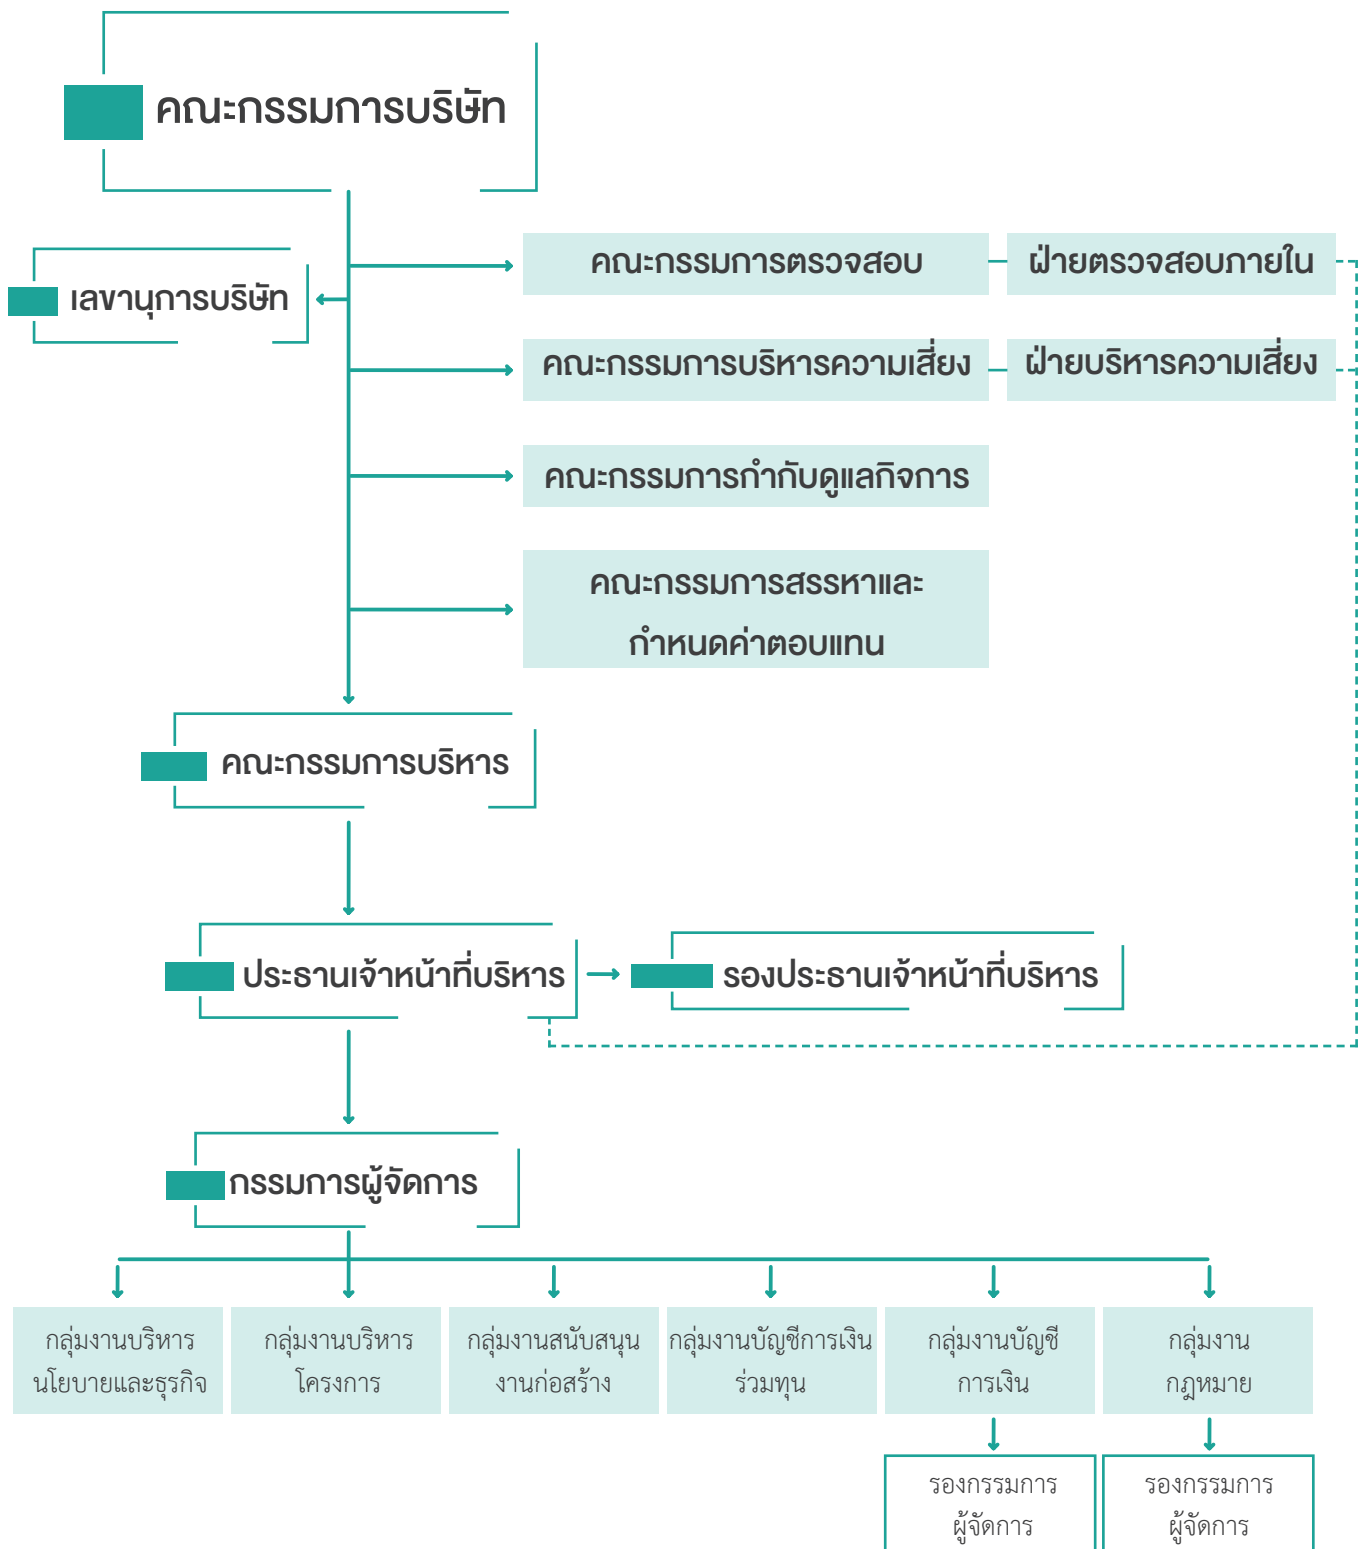 คณะกรรมการบริษัท
คณะกรรมการตรวจสอบ
ฝ่ายตรวจสอบภายใน
เลขานุการบริษัท
คณะกรรมการบริหารความเสี่ยง
ฝ่ายบริหารความเสี่ยง
คณะกรรมการกำกับดูแลกิจการ
คณะกรรมการสรรหาและ
กำหนดค่าตอบแทน
คณะกรรมการบริหาร
ประธานเจ้าหน้าที่บริหาร
รองประธานเจ้าหน้าที่บริหาร
กรรมการผู้จัดการ
กลุ่มงานบริหาร
นโยบายและธุรกิจ
กลุ่มงานบริหาร
โครงการ
กลุ่มงานสนับสนุน
งานก่อสร้าง
กลุ่มงานบัญชีการเงิน
ร่วมทุน
กลุ่มงานบัญชี
การเงิน
กลุ่มงาน
กฎหมาย
รองกรรมการ
ผู้จัดการ
รองกรรมการ
ผู้จัดการ